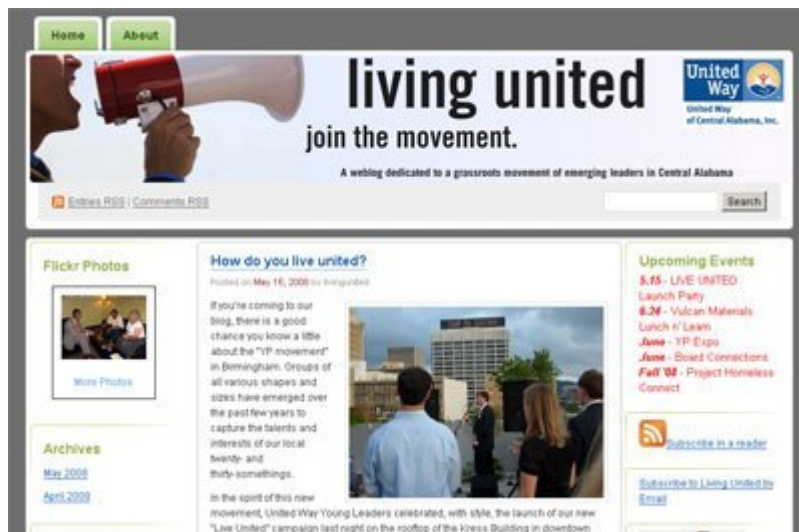 Home
About
living united
join the movement.
A weblog dedicated to a grassroots movement of emerging leaders in Central Alabama
United
Way
United Way
of Central Alabama, Inc.
Entries RSS | Comments RSS
Search
Flickr Photos
More Photos
Archives
May 2008
April 2008
How do you live united?
Posted on May 16, 2008 by livingunited
If you're coming to our
blog, there is a good
chance you know a little
about the "YP movement"
in Birmingham. Groups of
all various shapes and
sizes have emerged over
the past few years to
capture the talents and
interests of our local
twenty- and
thirty-somethings.
In the spirit of this new
movement, United Way Young Leaders celebrated, with style, the launch of our new
"Live United" campaign last night on the rooftop of the Kress Building in downtown
Upcoming Events
5.15 - LIVE UNITED
Launch Party
6.24 - Vulcan Materials
Lunch n' Learn
June - YP Expo
June - Board Connections
Fall '08 - Project Homeless
Connect
Subscribe in a reader
Subscribe to Living United by
Email